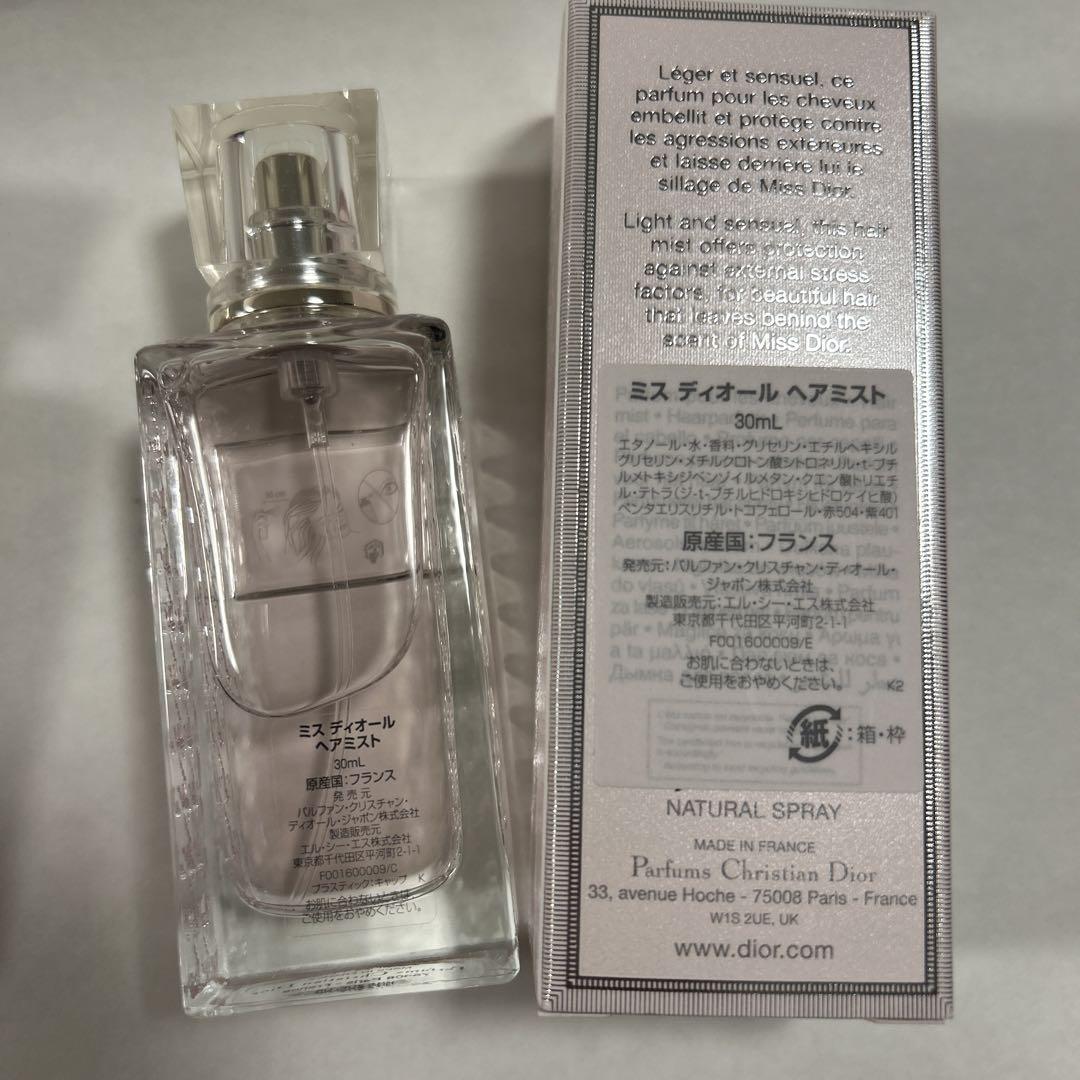 ミス ディオール
ヘアミスト
30mL
原産国：フランス
発売元
パルファン・クリスチャン・
ディオール・ジャポン株式会社
製造販売元
エル・シー・エス株式会社
東京都千代田区平河町2-1-1
F001600009/C
プラスティック：キャップ K
お肌に合わないときは、
ご使用をおやめください。
Léger et sensuel, ce
parfum pour les cheveux
embellit et protège contre
les agressions extérieures
et laisse derrière lui le
sillage de Miss Dior.
Light and sensual, this hair
mist offers protection
against external stress
factors, for beautiful hair
that leaves behind the
scent of Miss Dior.
ミス ディオール ヘアミスト
30mL
エタノール・水・香料・グリセリン・エチルヘキシル
グリセリン・メチルクロトン酸シトロネリル・t-ブチ
ルメトキシジベンゾイルメタン・クエン酸トリエチ
ル・テトラ(ジ-t-ブチルヒドロキシヒドロケイヒ酸)
ペンタエリスリチル・トコフェロール・赤504・紫401
原産国：フランス
発売元：パルファン・クリスチャン・ディオール・
ジャポン株式会社
製造販売元：エル・シー・エス株式会社
東京都千代田区平河町2-1-1
F001600009/E
お肌に合わないときは、
ご使用をおやめください。 K2
紙：箱・枠
NATURAL SPRAY
MADE IN FRANCE
Parfums Christian Dior
33, avenue Hoche - 75008 Paris - France
W1S 2UE, UK
www.dior.com